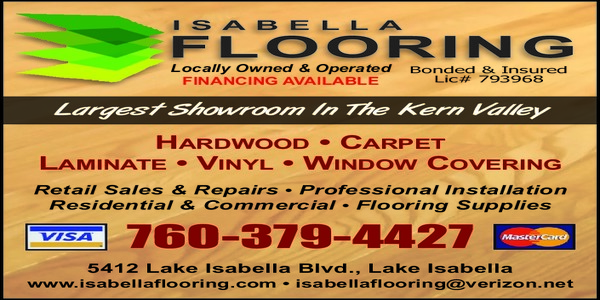 ISABELLA
FLOORING
Locally Owned & Operated
FINANCING AVAILABLE
Bonded & Insured
Lic# 793968
Largest Showroom In The Kern Valley
HARDWOOD • CARPET
LAMINATE • VINYL • WINDOW COVERING
Retail Sales & Repairs • Professional Installation
Residential & Commercial • Flooring Supplies
VISA
760-379-4427
MasterCard
5412 Lake Isabella Blvd., Lake Isabella
www.isabellaflooring.com • isabellaflooring@verizon.net